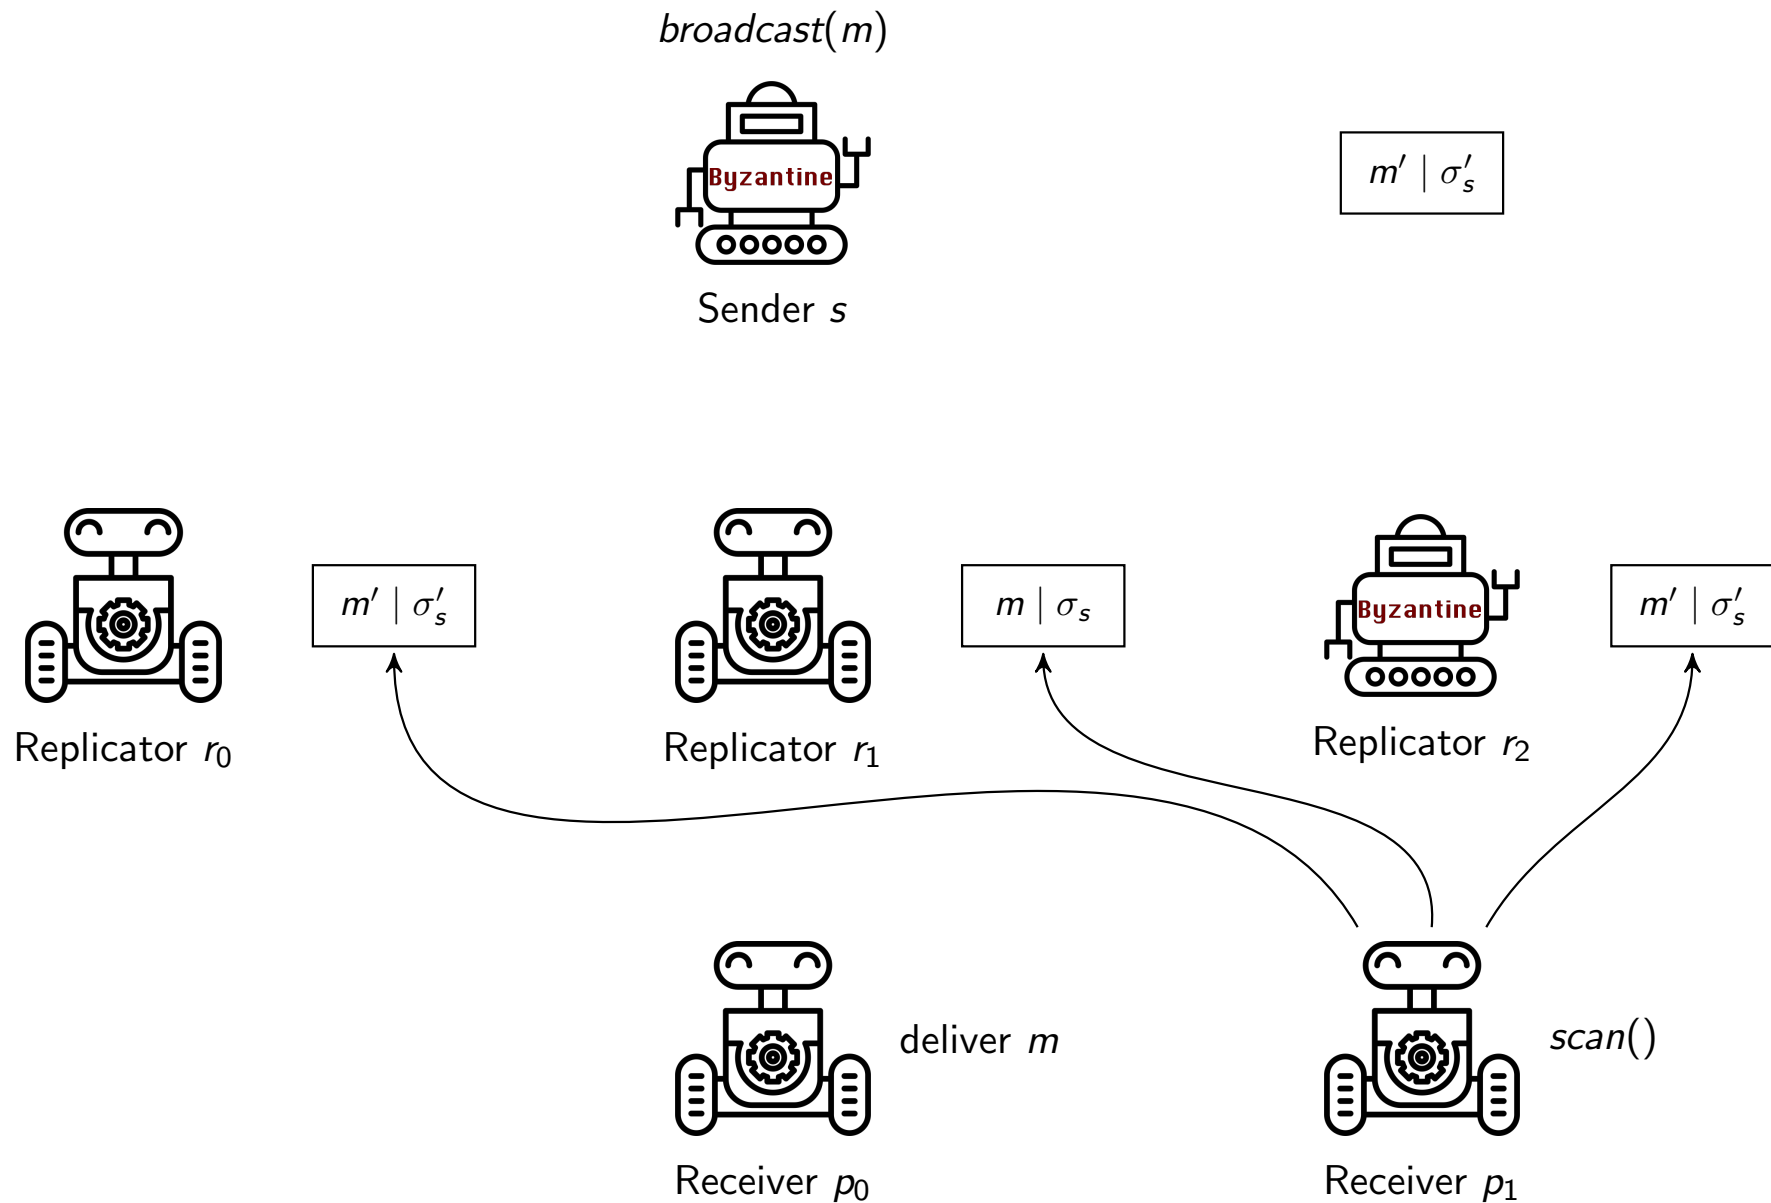 broadcast(m)
Byzantine
m′ | σ′ₛ
Sender s
m′ | σ′ₛ
m | σₛ
Byzantine
m′ | σ′ₛ
Replicator r₀
Replicator r₁
Replicator r₂
deliver m
scan()
Receiver p₀
Receiver p₁